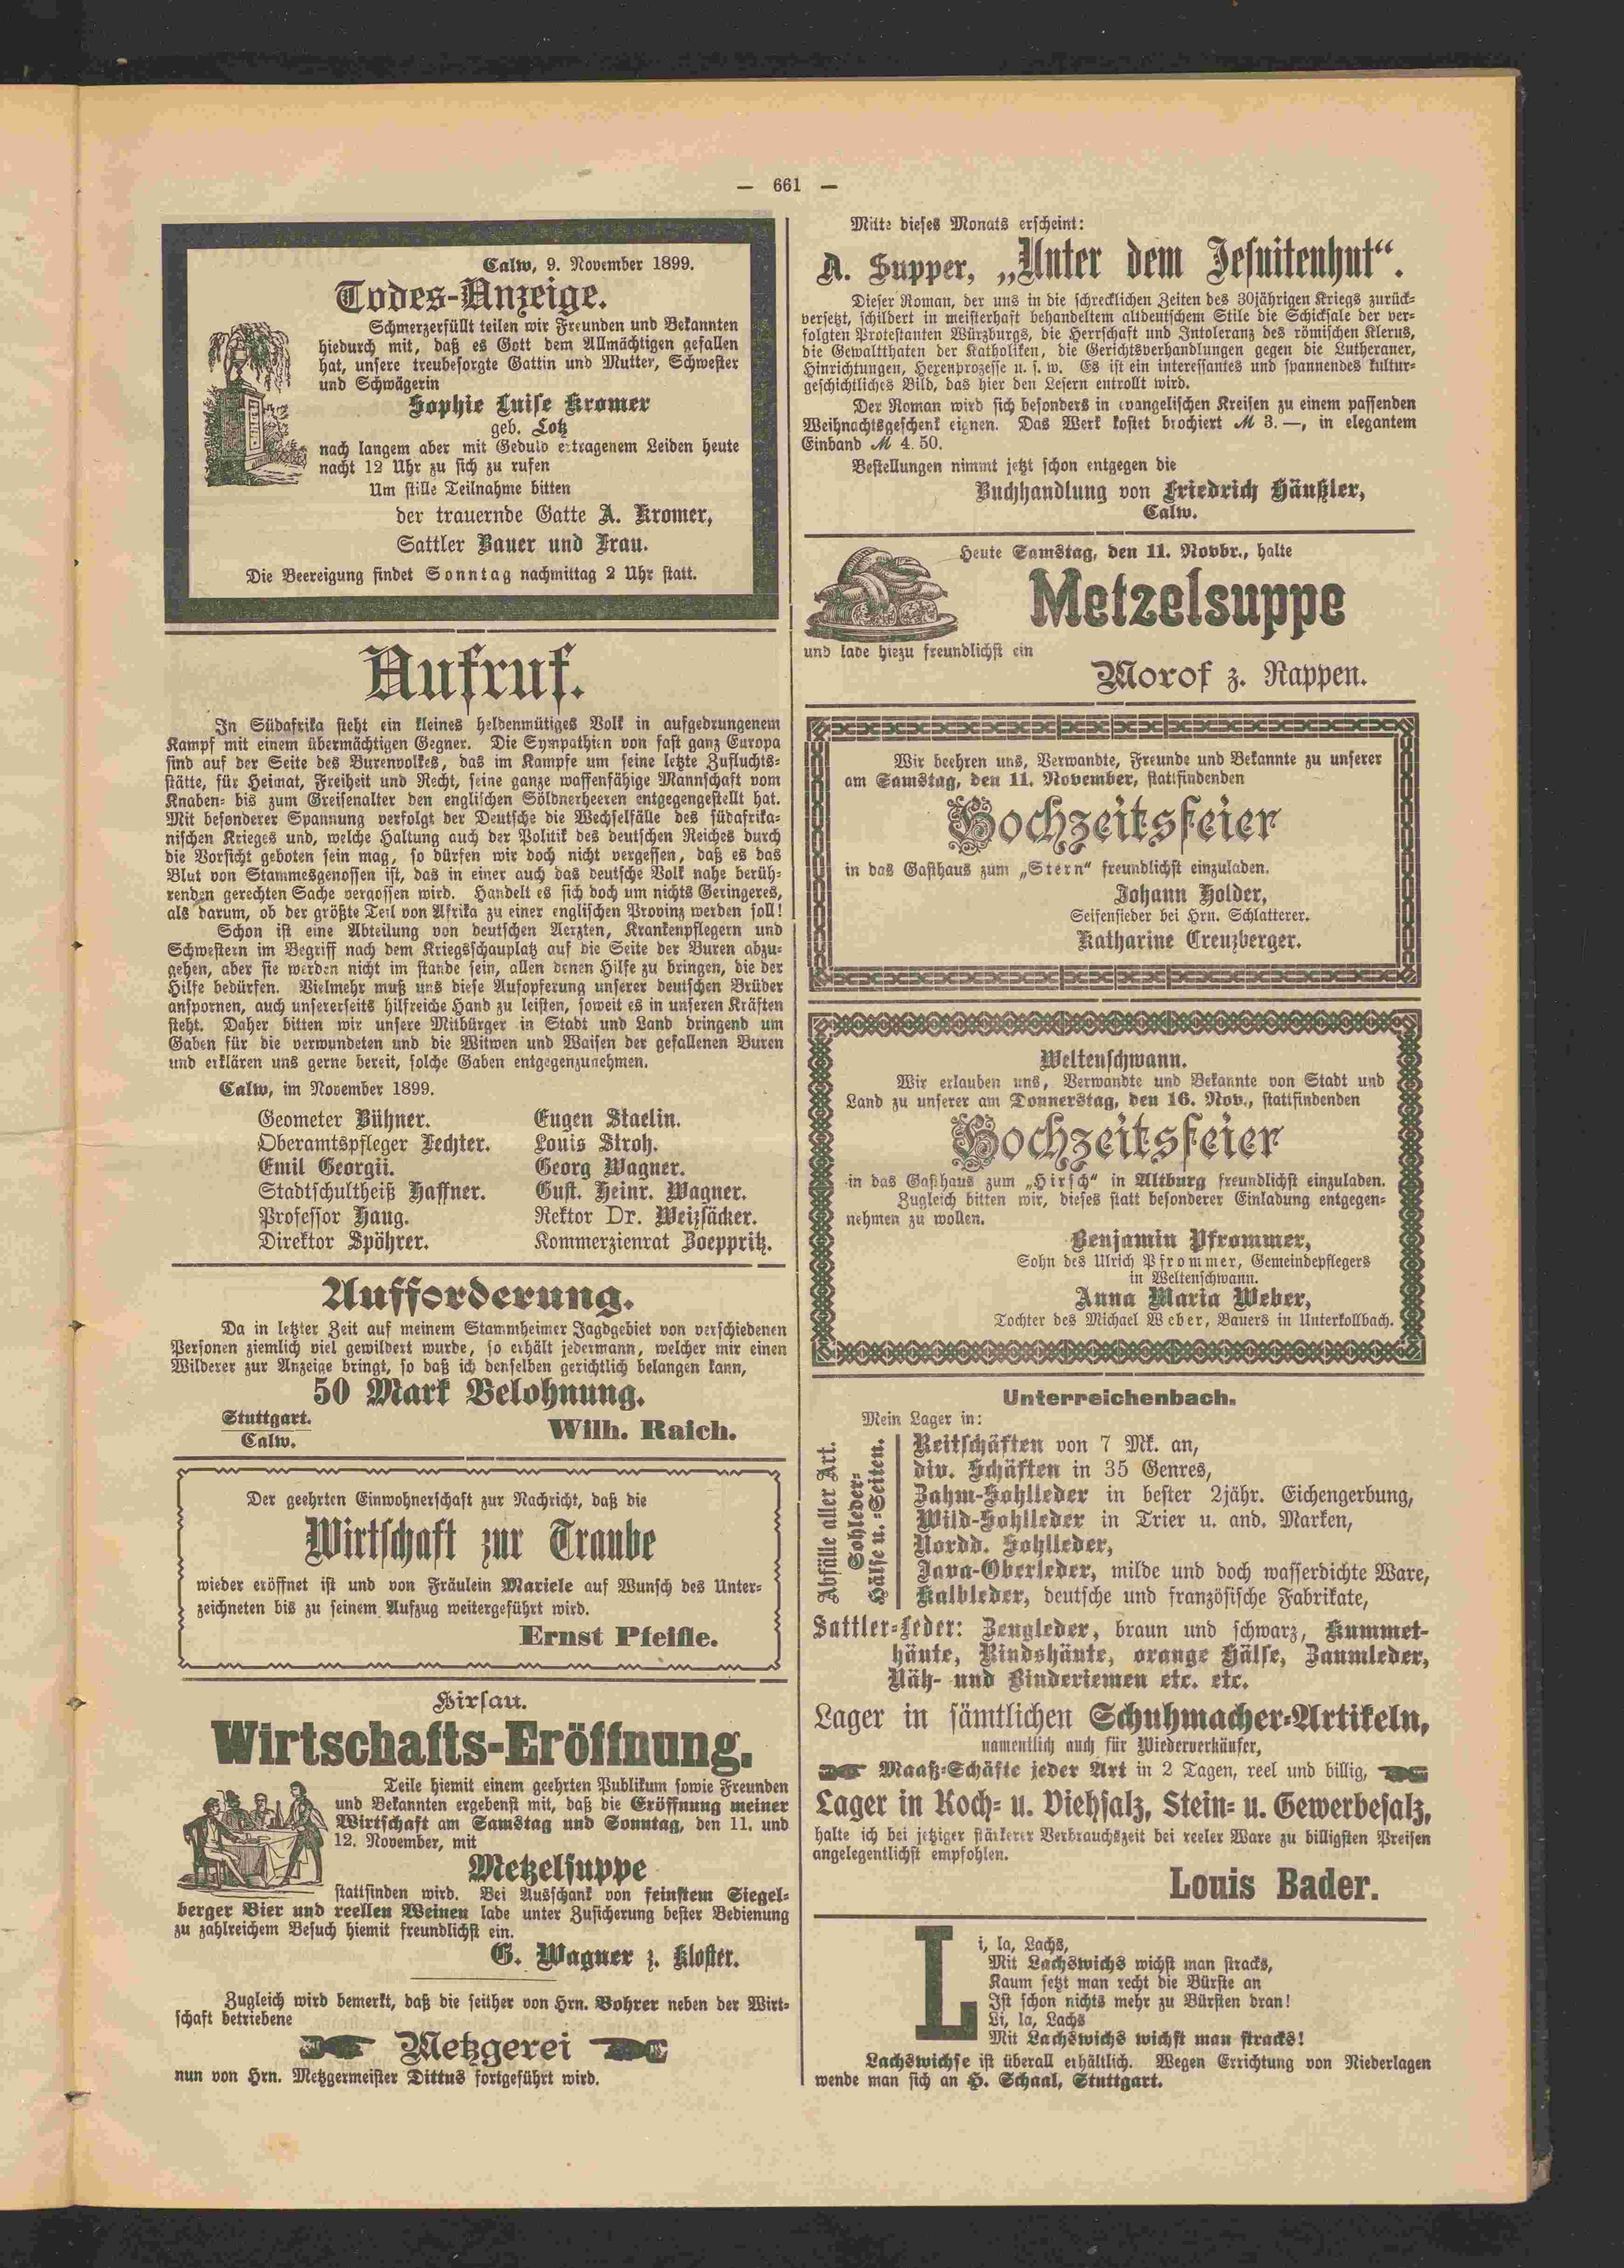 — 661 —
Calw, 9. November 1899.
Todes-Anzeige.
Schmerzerfüllt teilen wir Freunden und Bekannten
hiedurch mit, daß es Gott dem Allmächtigen gefallen
hat, unsere treubesorgte Gattin und Mutter, Schwester
und Schwägerin
Sophie Luise Kromer
geb. Lotz
nach langem aber mit Geduld ertragenem Leiden heute
nacht 12 Uhr zu sich zu rufen
Um stille Teilnahme bitten
der trauernde Gatte A. Kromer,
Sattler Bauer und Frau.
Die Beerdigung findet Sonntag nachmittag 2 Uhr statt.
Aufruf.
In Südafrika steht ein kleines heldenmütiges Volk in aufgedrungenem
Kampf mit einem übermächtigen Gegner. Die Sympathien von fast ganz Europa
sind auf der Seite des Burenvolkes, das im Kampfe um seine letzte Zufluchts-
stätte, für Heimat, Freiheit und Recht, seine ganze waffenfähige Mannschaft vom
Knaben- bis zum Greisenalter den englischen Söldnerheeren entgegengestellt hat.
Mit besonderer Spannung verfolgt der Deutsche die Wechselfälle des südafrika-
nischen Krieges und, welche Haltung auch der Politik des deutschen Reiches durch
die Vorsicht geboten sein mag, so dürfen wir doch nicht vergessen, daß es das
Blut von Stammesgenossen ist, das in einer auch das deutsche Volk nahe berüh-
renden gerechten Sache vergossen wird. Handelt es sich doch um nichts Geringeres,
als darum, ob der größte Teil von Afrika zu einer englischen Provinz werden soll!
Schon ist eine Abteilung von deutschen Aerzten, Krankenpflegern und
Schwestern im Begriff nach dem Kriegsschauplatz auf die Seite der Buren abzu-
gehen, aber sie werden nicht im stande sein, allen denen Hilfe zu bringen, die der
Hilfe bedürfen. Vielmehr muß uns diese Aufopferung unserer deutschen Brüder
anspornen, auch unsererseits hilfreiche Hand zu leisten, soweit es in unseren Kräften
steht. Daher bitten wir unsere Mitbürger in Stadt und Land dringend um
Gaben für die verwundeten und die Witwen und Waisen der gefallenen Buren
und erklären uns gerne bereit, solche Gaben entgegenzunehmen.
Calw, im November 1899.
Geometer Bühner.
Oberamtspfleger Fechter.
Emil Georgii.
Stadtschultheiß Haffner.
Professor Haug.
Direktor Spöhrer.
Eugen Staelin.
Louis Stroh.
Georg Wagner.
Gust. Heinr. Wagner.
Rektor Dr. Weizsäcker.
Kommerzienrat Zoeppritz.
Aufforderung.
Da in letzter Zeit auf meinem Stammheimer Jagdgebiet von verschiedenen
Personen ziemlich viel gewildert wurde, so erhält jedermann, welcher mir einen
Wilderer zur Anzeige bringt, so daß ich denselben gerichtlich belangen kann,
50 Mark Belohnung.
Stuttgart.
Calw.
Wilh. Raich.
Der geehrten Einwohnerschaft zur Nachricht, daß die
Wirtschaft zur Traube
wieder eröffnet ist und von Fräulein Mariele auf Wunsch des Unter-
zeichneten bis zu seinem Aufzug weitergeführt wird.
Ernst Pfeifle.
Hirsau.
Wirtschafts-Eröffnung.
Teile hiemit einem geehrten Publikum sowie Freunden
und Bekannten ergebenst mit, daß die Eröffnung meiner
Wirtschaft am Samstag und Sonntag, den 11. und
12. November, mit
Metzelsuppe
stattfinden wird. Bei Ausschank von feinstem Siegel-
berger Bier und reellen Weinen lade unter Zusicherung bester Bedienung
zu zahlreichem Besuch hiemit freundlichst ein.
G. Wagner z. Kloster.
Zugleich wird bemerkt, daß die seither von Hrn. Bohrer neben der Wirt-
schaft betriebene
Metzgerei
nun von Hrn. Metzgermeister Dittus fortgeführt wird.
Mitte dieses Monats erscheint:
A. Supper, „Unter dem Jesuitenhut“.
Dieser Roman, der uns in die schrecklichen Zeiten des 30jährigen Kriegs zurück-
versetzt, schildert in meisterhaft behandeltem altdeutschem Stile die Schicksale der ver-
folgten Protestanten Würzburgs, die Herrschaft und Intoleranz des römischen Klerus,
die Gewaltthaten der Katholiken, die Gerichtsverhandlungen gegen die Lutheraner,
Hinrichtungen, Hexenprozesse u. s. w. Es ist ein interessantes und spannendes kultur-
geschichtliches Bild, das hier den Lesern entrollt wird.
Der Roman wird sich besonders in evangelischen Kreisen zu einem passenden
Weihnachtsgeschenk eignen. Das Werk kostet brochiert M 3.—, in elegantem
Einband M 4.50.
Bestellungen nimmt jetzt schon entgegen die
Buchhandlung von Friedrich Häußler,
Calw.
Heute Samstag, den 11. Novbr., halte
Metzelsuppe
und lade hiezu freundlichst ein
Morof z. Rappen.
Wir beehren uns, Verwandte, Freunde und Bekannte zu unserer
am Samstag, den 11. November, stattfindenden
Hochzeitsfeier
in das Gasthaus zum „Stern“ freundlichst einzuladen.
Johann Holder,
Seifensieder bei Hrn. Schlatterer.
Katharine Creuzberger.
Weltenschwann.
Wir erlauben uns, Verwandte und Bekannte von Stadt und
Land zu unserer am Donnerstag, den 16. Nov., stattfindenden
Hochzeitsfeier
in das Gasthaus zum „Hirsch“ in Altburg freundlichst einzuladen.
Zugleich bitten wir, dieses statt besonderer Einladung entgegen-
nehmen zu wollen.
Benjamin Pfrommer,
Sohn des Ulrich Pfrommer, Gemeindepflegers
in Weltenschwann.
Anna Maria Weber,
Tochter des Michael Weber, Bauers in Unterkollbach.
Unterreichenbach.
Mein Lager in:
Abfälle aller Art.
Sohleder-
Hälse u. -Seiten.
Reitschäften von 7 Mk. an,
div. Schäften in 35 Genres,
Zahm-Sohlleder in bester 2jähr. Eichengerbung,
Wild-Sohlleder in Trier u. and. Marken,
Nordd. Sohlleder,
Java-Oberleder, milde und doch wasserdichte Ware,
Kalbleder, deutsche und französische Fabrikate,
Sattler-Leder: Zeugleder, braun und schwarz, Kummet-
häute, Rindshäute, orange Hälse, Zaumleder,
Näh- und Binderiemen etc. etc.
Lager in sämtlichen Schuhmacher-Artikeln,
namentlich auch für Wiederverkäufer,
Maaß-Schäfte jeder Art in 2 Tagen, reel und billig,
Lager in Koch- u. Viehsalz, Stein- u. Gewerbesalz,
halte ich bei jetziger stärkerer Verbrauchszeit bei reeler Ware zu billigsten Preisen
angelegentlichst empfohlen.
Louis Bader.
Li, la, Lachs,
Mit Lachswichs wichst man stracks,
Kaum setzt man recht die Bürste an
Ist schon nichts mehr zu Bürsten dran!
Li, la, Lachs
Mit Lachswichs wichst man stracks!
Lachswichse ist überall erhältlich. Wegen Errichtung von Niederlagen
wende man sich an H. Schaal, Stuttgart.